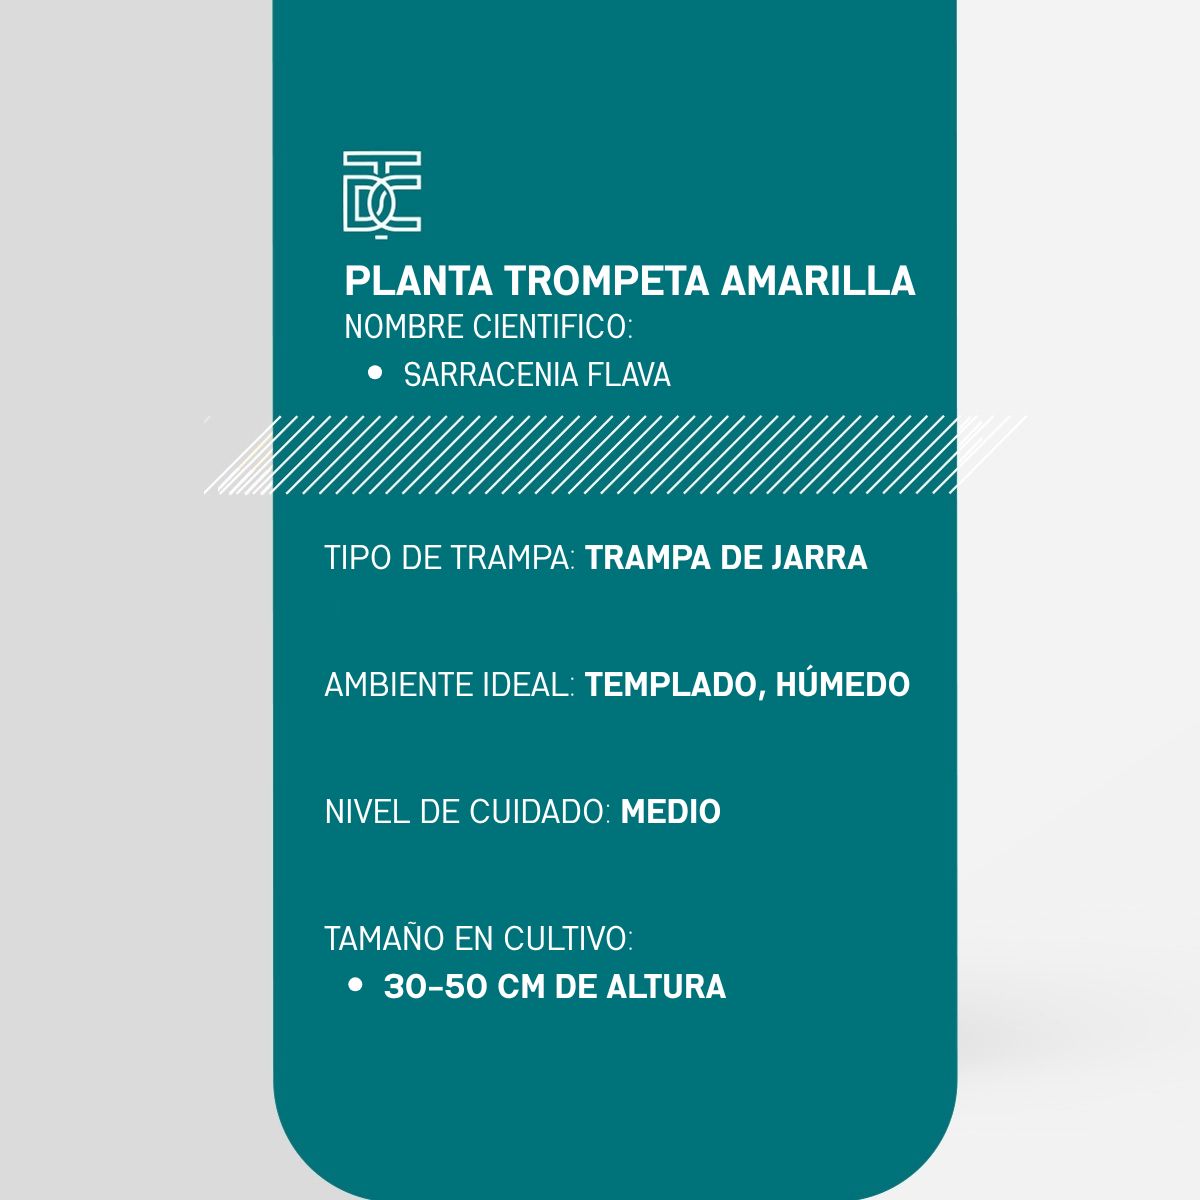 TDC
PLANTA TROMPETA AMARILLA
NOMBRE CIENTIFICO:
• SARRACENIA FLAVA
TIPO DE TRAMPA: TRAMPA DE JARRA
AMBIENTE IDEAL: TEMPLADO, HÚMEDO
NIVEL DE CUIDADO: MEDIO
TAMAÑO EN CULTIVO:
• 30–50 CM DE ALTURA